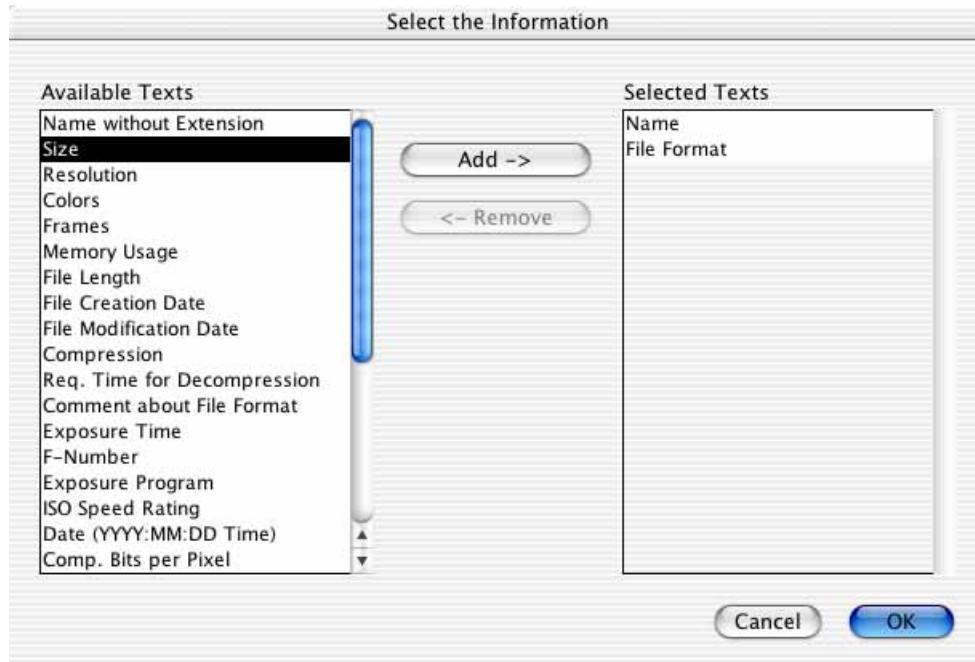 Select the Information
Available Texts
Name without Extension
Size
Resolution
Colors
Frames
Memory Usage
File Length
File Creation Date
File Modification Date
Compression
Req. Time for Decompression
Comment about File Format
Exposure Time
F-Number
Exposure Program
ISO Speed Rating
Date (YYYY:MM:DD Time)
Comp. Bits per Pixel
Add ->
<- Remove
Selected Texts
Name
File Format
Cancel
OK